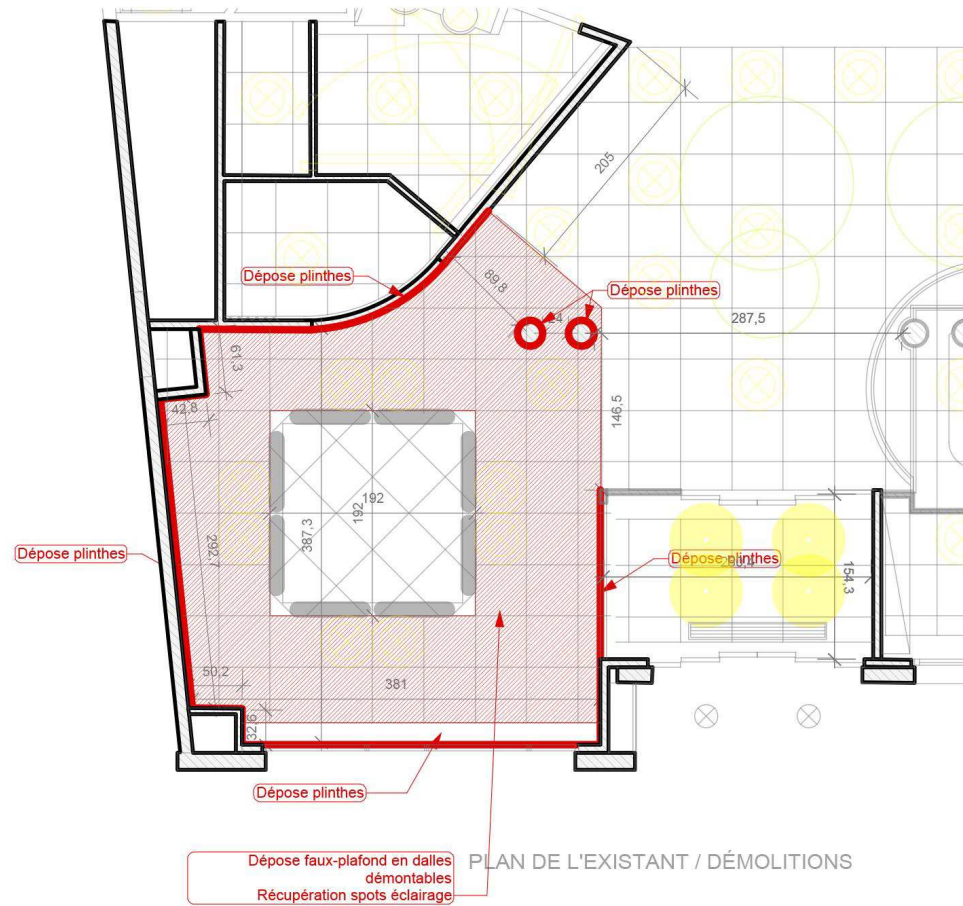 205
Dépose plinthes
89,8
Dépose plinthes
24
287,5
61,3
42,8
146,5
192
192
387,3
292,7
Dépose plinthes
Dépose plinthes
154,3
50,2
381
32,6
Dépose plinthes
PLAN DE L'EXISTANT / DÉMOLITIONS
Dépose faux-plafond en dalles
démontables
Récupération spots éclairage